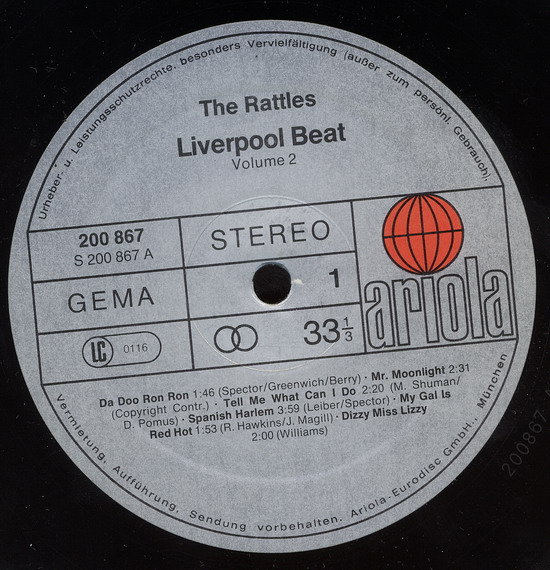 Urheber- u. Leistungsschutzrechte, besonders Vervielfältigung (außer zum persönl. Gebrauch),
The Rattles
Liverpool Beat
Volume 2
200 867
S 200 867 A
STEREO
GEMA
1
ariola
LC 0116
33 1/3
Da Doo Ron Ron 1:46 (Spector/Greenwich/Berry) · Mr. Moonlight 2:31
(Copyright Contr.) · Tell Me What Can I Do 2:20 (M. Shuman/
D. Pomus) · Spanish Harlem 3:59 (Leiber/Spector) · My Gal Is
Red Hot 1:53 (R. Hawkins/J. Magill) · Dizzy Miss Lizzy
2:00 (Williams)
Vermietung, Aufführung, Sendung vorbehalten. Ariola-Eurodisc GmbH., München
200867